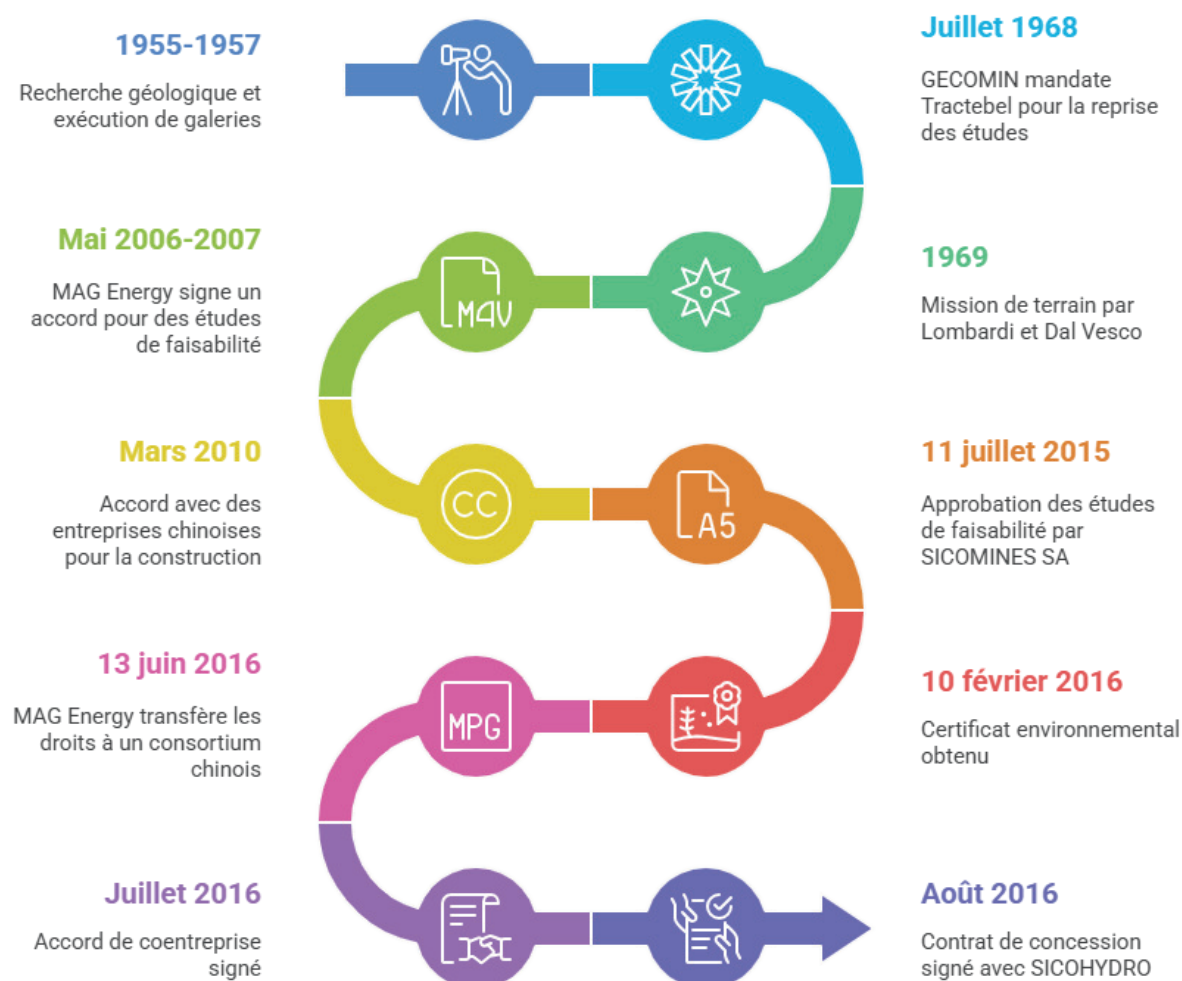 1955-1957
Recherche géologique et
exécution de galeries
Juillet 1968
GECOMIN mandate
Tractebel pour la reprise
des études
1969
Mission de terrain par
Lombardi et Dal Vesco
Mai 2006-2007
MAG Energy signe un
accord pour des études
de faisabilité
M4V
Mars 2010
Accord avec des
entreprises chinoises
pour la construction
CC
11 juillet 2015
Approbation des études
de faisabilité par
SICOMINES SA
A5
10 février 2016
Certificat environnemental
obtenu
13 juin 2016
MAG Energy transfère les
droits à un consortium
chinois
MPG
Juillet 2016
Accord de coentreprise
signé
Août 2016
Contrat de concession
signé avec SICOHYDRO